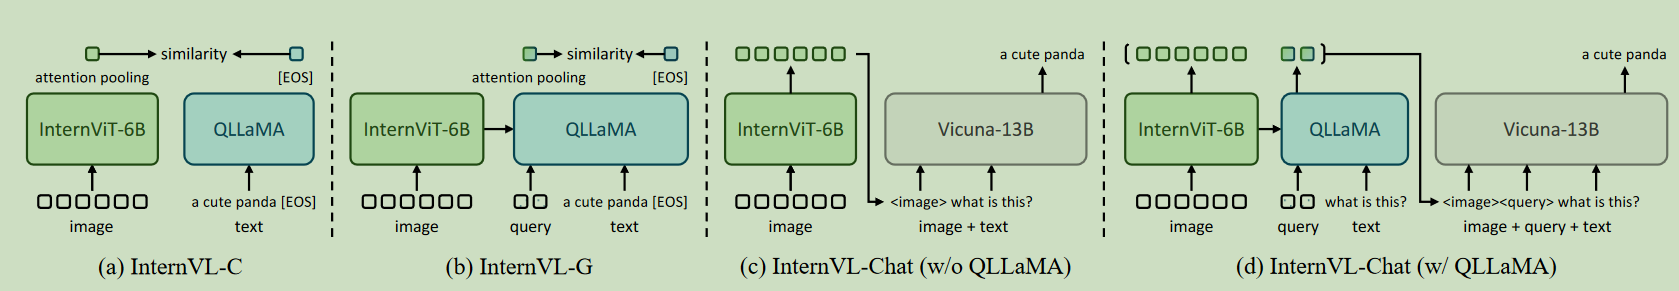 similarity
attention pooling [EOS]
InternViT-6B QLLaMA
a cute panda [EOS]
image text
(a) InternVL-C
similarity
attention pooling [EOS]
InternViT-6B QLLaMA
a cute panda [EOS]
image query text
(b) InternVL-G
a cute panda
InternViT-6B Vicuna-13B
<image> what is this?
image image + text
(c) InternVL-Chat (w/o QLLaMA)
a cute panda
InternViT-6B QLLaMA Vicuna-13B
what is this? <image><query> what is this?
image query text image + query + text
(d) InternVL-Chat (w/ QLLaMA)